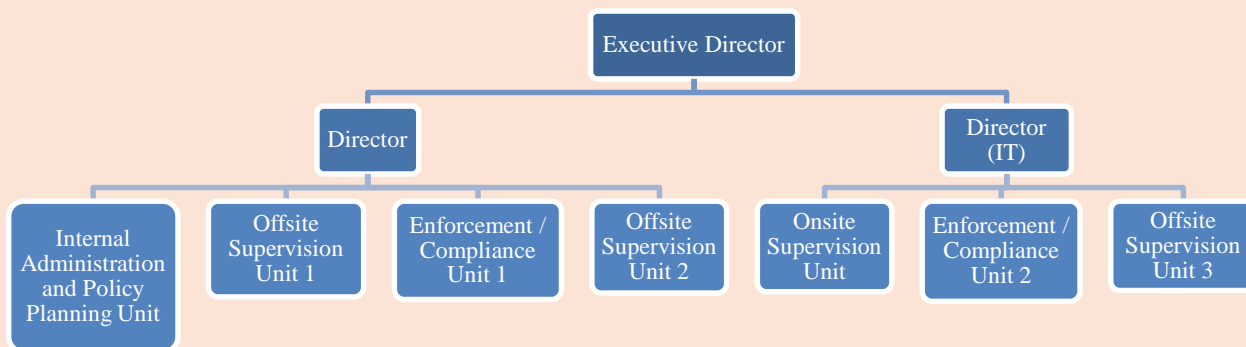 Executive Director
Director
Director
(IT)
Internal
Administration
and Policy
Planning Unit
Offsite
Supervision
Unit 1
Enforcement /
Compliance
Unit 1
Offsite
Supervision
Unit 2
Onsite
Supervision
Unit
Enforcement /
Compliance
Unit 2
Offsite
Supervision
Unit 3